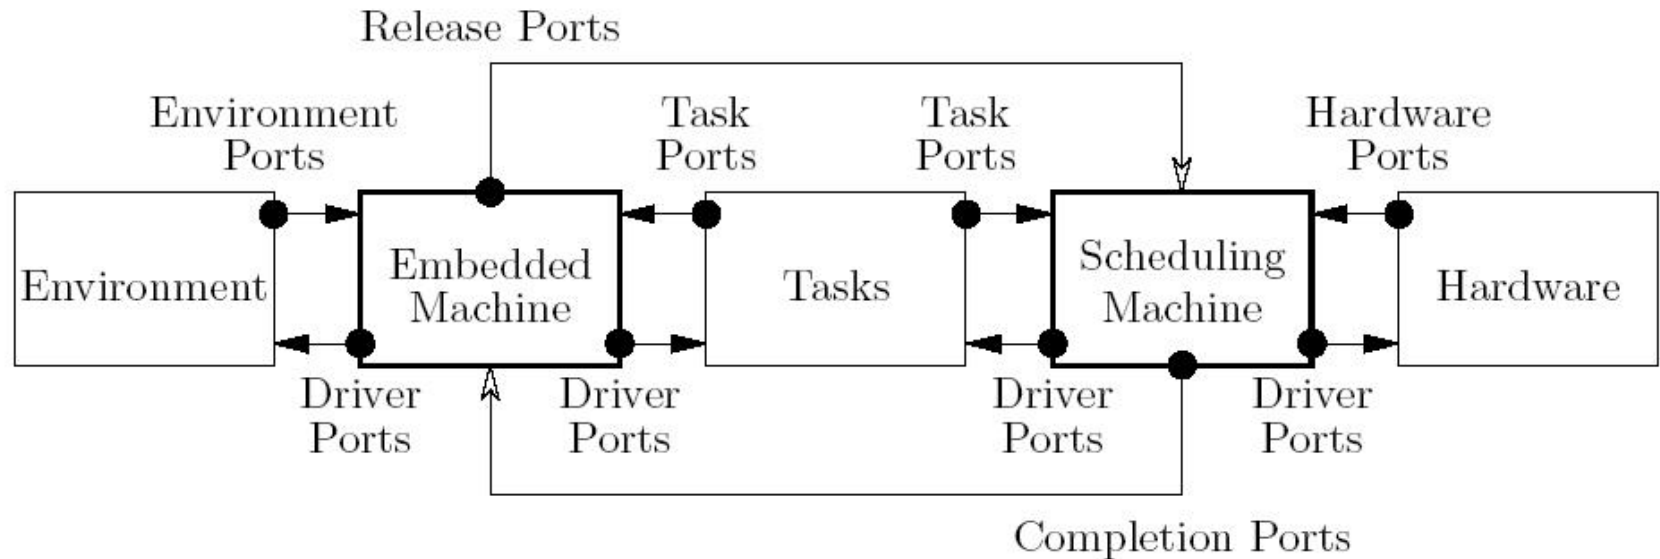 Release Ports
Environment
Ports
Task
Ports
Task
Ports
Hardware
Ports
Environment
Embedded
Machine
Tasks
Scheduling
Machine
Hardware
Driver
Ports
Driver
Ports
Driver
Ports
Driver
Ports
Completion Ports